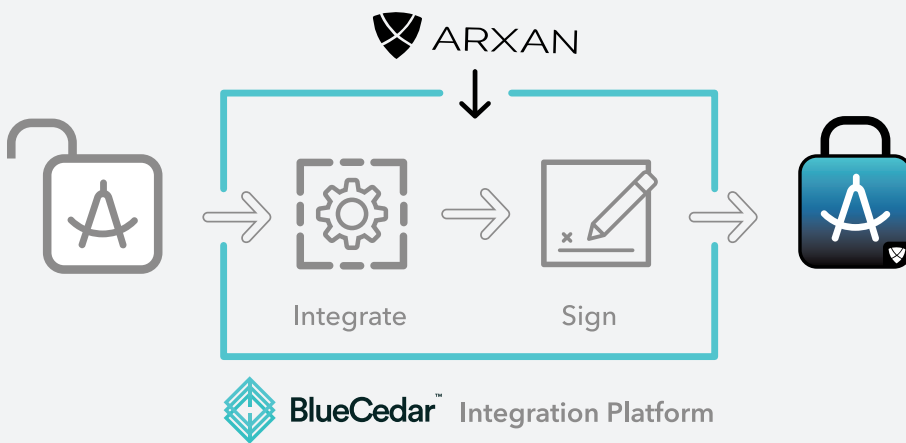 ARXAN
Integrate
Sign
x
BlueCedar™ Integration Platform